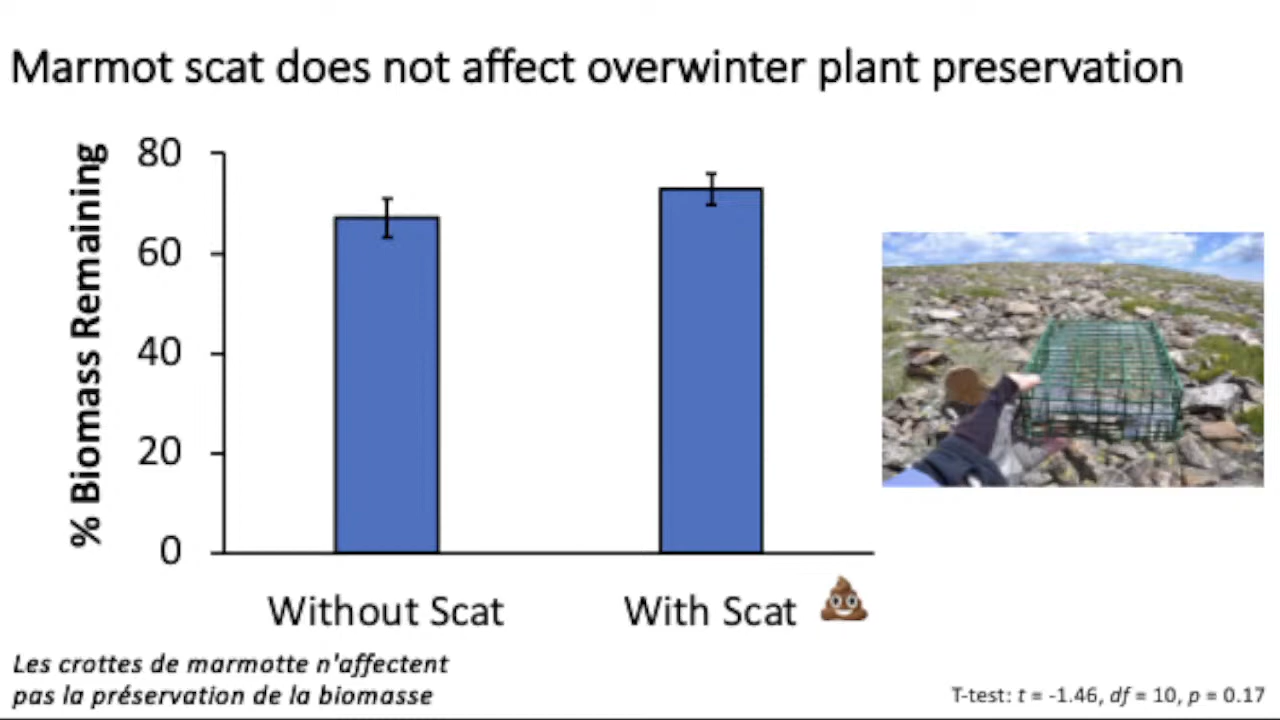 Marmot scat does not affect overwinter plant preservation
% Biomass Remaining
80
60
40
20
0
Without Scat
With Scat
Les crottes de marmotte n'affectent
pas la préservation de la biomasse
T-test: t = -1.46, df = 10, p = 0.17